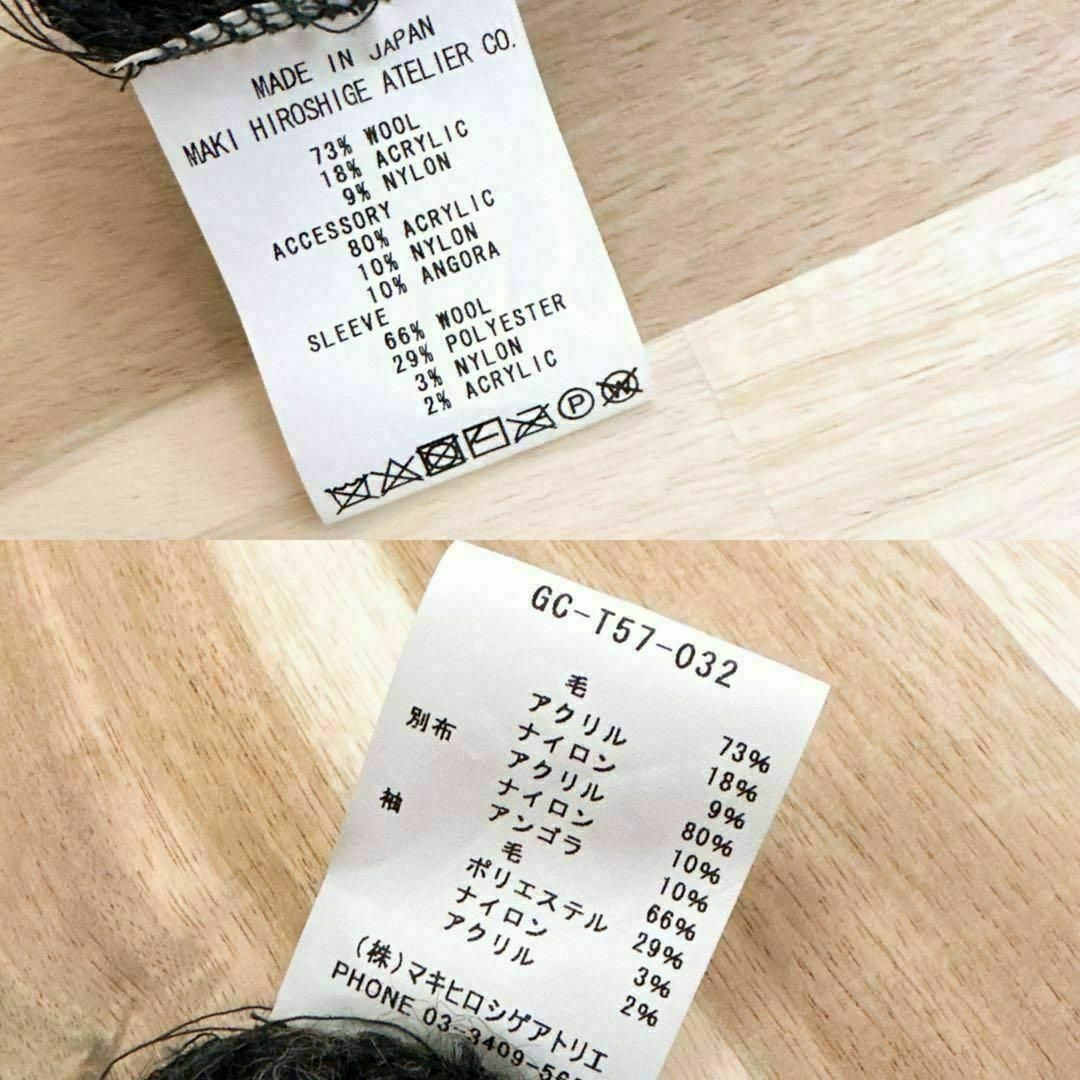 MADE IN JAPAN
MAKI HIROSHIGE ATELIER CO.
73% WOOL
18% ACRYLIC
9% NYLON
ACCESSORY
80% ACRYLIC
10% NYLON
10% ANGORA
SLEEVE
66% WOOL
29% POLYESTER
3% NYLON
2% ACRYLIC
P
W
GC-T57-032
毛 73%
アクリル 18%
ナイロン 9%
別布 アクリル 80%
ナイロン 10%
アンゴラ 10%
袖 毛 66%
ポリエステル 29%
ナイロン 3%
アクリル 2%
(株)マキヒロシゲアトリエ
PHONE 03-3409-